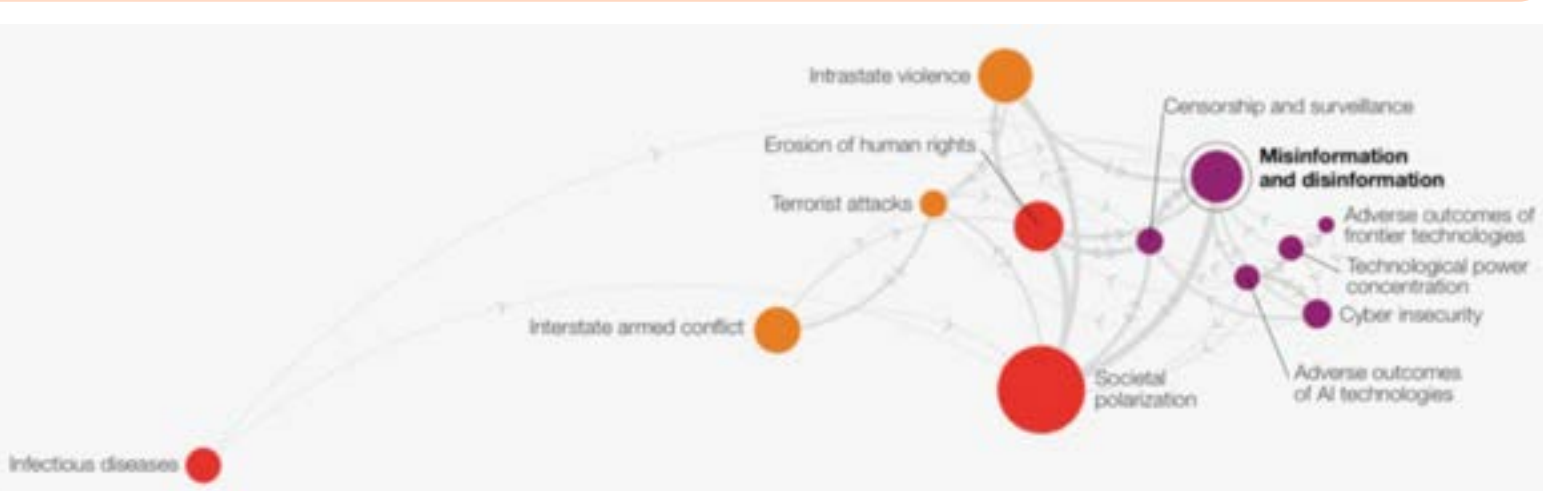 Intrastate violence
Censorship and surveillance
Erosion of human rights
Misinformation
and disinformation
Terrorist attacks
Adverse outcomes of
frontier technologies
Technological power
concentration
Interstate armed conflict
Cyber insecurity
Societal
polarization
Adverse outcomes
of AI technologies
Infectious diseases